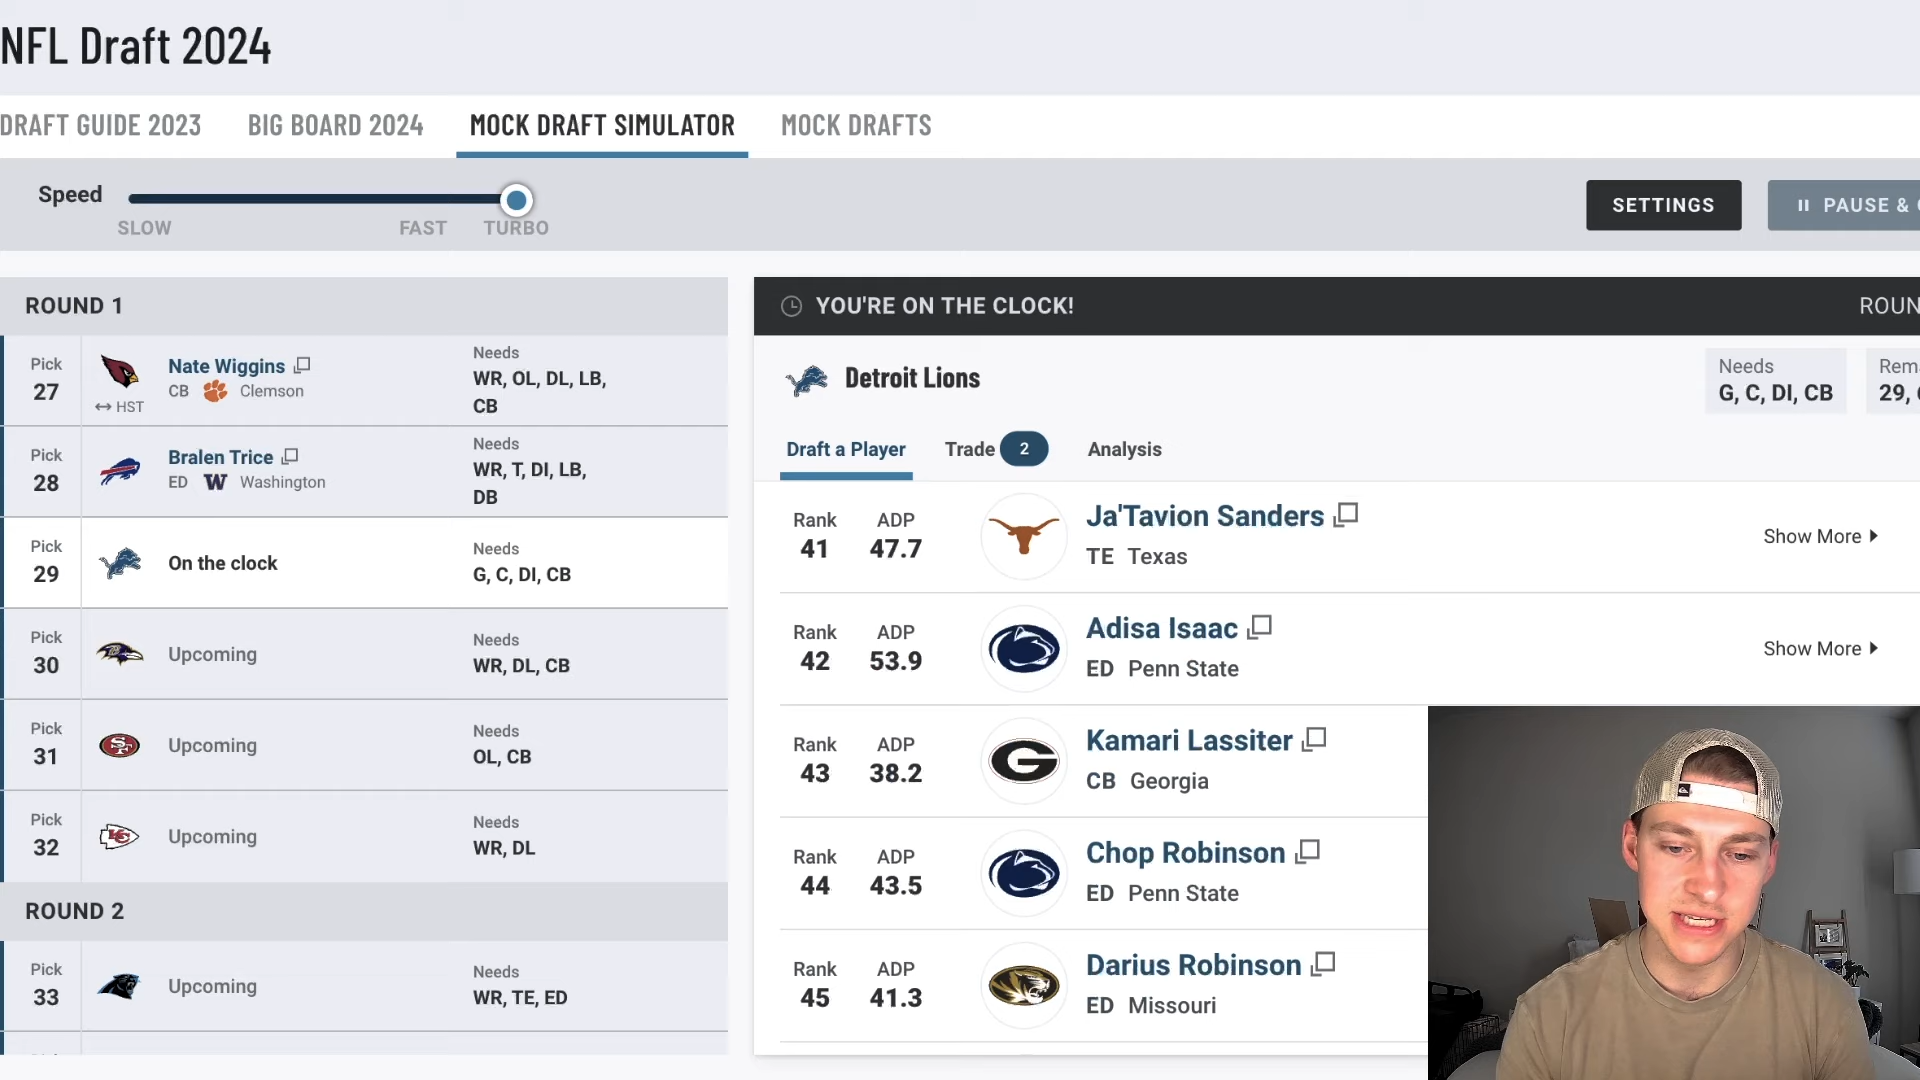 NFL Draft 2024
DRAFT GUIDE 2023 BIG BOARD 2024 MOCK DRAFT SIMULATOR MOCK DRAFTS
Speed
SLOW FAST TURBO
SETTINGS
PAUSE &
ROUND 1
Pick
27
HST
Nate Wiggins
CB Clemson
Needs
WR, OL, DL, LB,
CB
Pick
28
Bralen Trice
ED W Washington
Needs
WR, T, DI, LB,
DB
Pick
29
On the clock
Needs
G, C, DI, CB
Pick
30
Upcoming
Needs
WR, DL, CB
Pick
31
SF
Upcoming
Needs
OL, CB
Pick
32
KC
Upcoming
Needs
WR, DL
ROUND 2
Pick
33
Upcoming
Needs
WR, TE, ED
YOU'RE ON THE CLOCK!
ROUN
Detroit Lions
Needs
G, C, DI, CB
Rem
29,
Draft a Player Trade 2 Analysis
Rank ADP
41 47.7
Ja'Tavion Sanders
TE Texas
Show More
Rank ADP
42 53.9
Adisa Isaac
ED Penn State
Show More
Rank ADP
43 38.2
G
Kamari Lassiter
CB Georgia
Rank ADP
44 43.5
Chop Robinson
ED Penn State
Rank ADP
45 41.3
Darius Robinson
ED Missouri